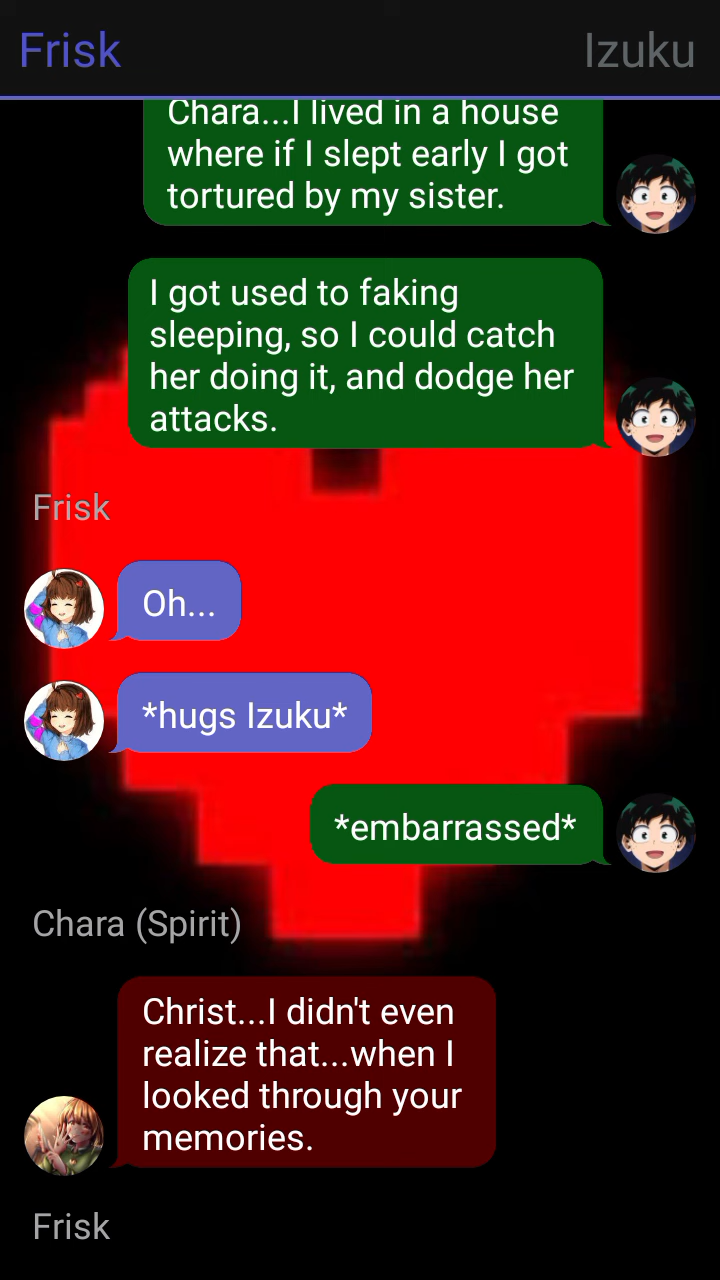 Frisk
Izuku
Chara...I lived in a house
where if I slept early I got
tortured by my sister.
I got used to faking
sleeping, so I could catch
her doing it, and dodge her
attacks.
Frisk
Oh...
*hugs Izuku*
*embarrassed*
Chara (Spirit)
Christ...I didn't even
realize that...when I
looked through your
memories.
Frisk